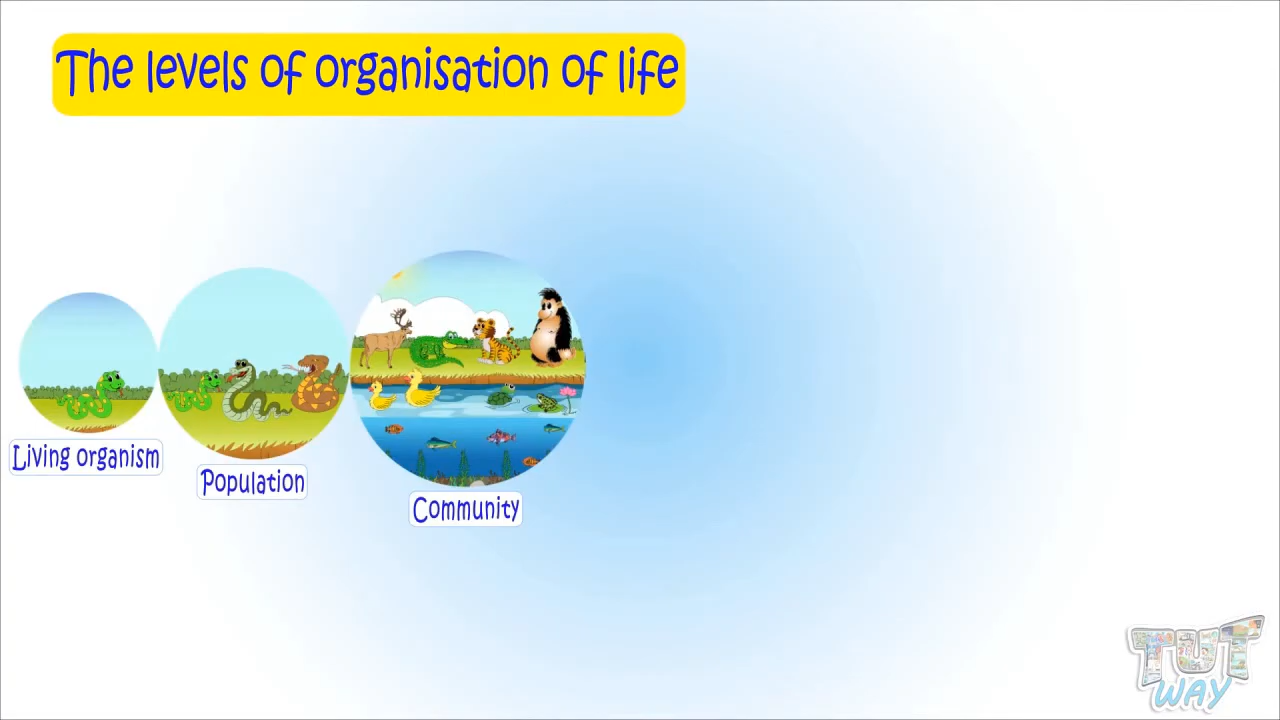 The levels of organisation of life
Living organism
Population
Community
TUT
WAY